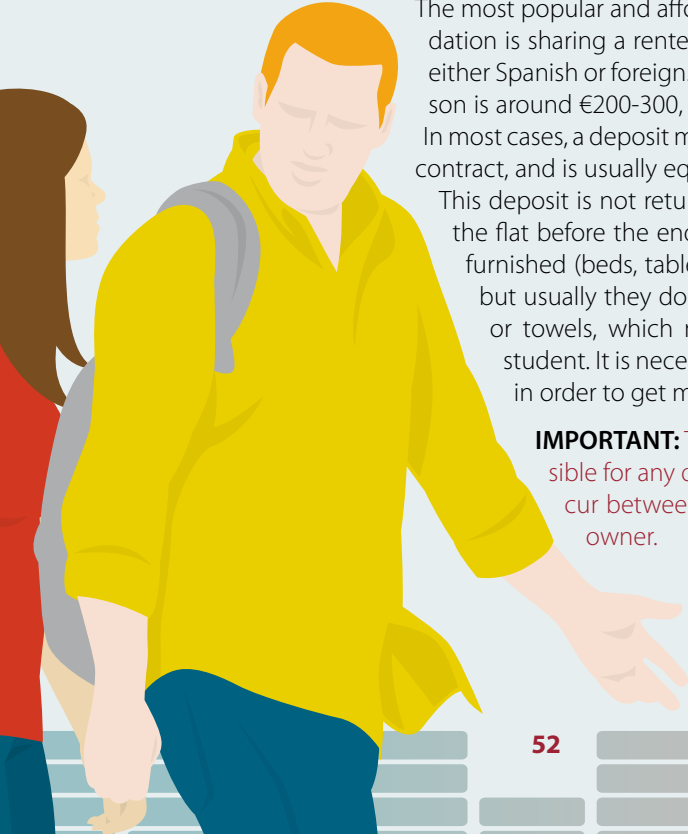 The most popular and affo
dation is sharing a rente
either Spanish or foreign
son is around €200-300,
In most cases, a deposit m
contract, and is usually eq
This deposit is not retu
the flat before the en
furnished (beds, table
but usually they do
or towels, which
student. It is nece
in order to get m
IMPORTANT: T
sible for any
cur betwee
owner.
52